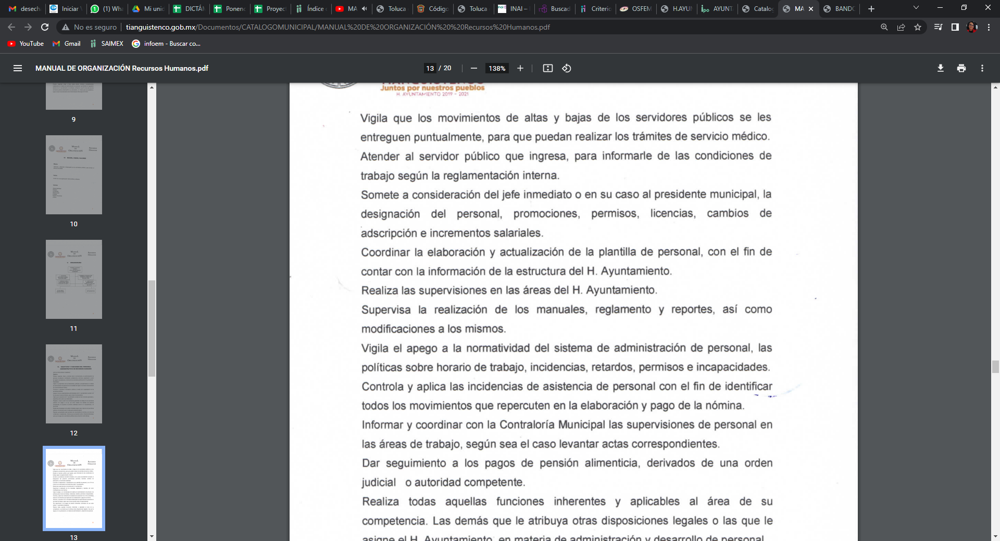 desech
Iniciar
(1) Wha
Mi unic
DICTÁM
Ponenc
Proyec
Índice
MA
Toluca
Código
Toluca
INAI –
Buscad
Criterio
OSFEM
H.AYUN
AYUNT
Catalog
MA
BANDO
No es seguro
tianguistenco.gob.mx/Documentos/CATALOGOMUNICIPAL/MANUAL%20DE%20ORGANIZACIÓN%20%20Recursos%20Humanos.pdf
YouTube
Gmail
SAIMEX
infoem - Buscar co...
MANUAL DE ORGANIZACIÓN Recursos Humanos.pdf
13 / 20
138%
9
10
11
12
13
TIANGUISTENCO
Juntos por nuestros pueblos
H. AYUNTAMIENTO 2019 - 2021
Vigila que los movimientos de altas y bajas de los servidores públicos se les
entreguen puntualmente, para que puedan realizar los trámites de servicio médico.
Atender al servidor público que ingresa, para informarle de las condiciones de
trabajo según la reglamentación interna.
Somete a consideración del jefe inmediato o en su caso al presidente municipal, la
designación del personal, promociones, permisos, licencias, cambios de
adscripción e incrementos salariales.
Coordinar la elaboración y actualización de la plantilla de personal, con el fin de
contar con la información de la estructura del H. Ayuntamiento.
Realiza las supervisiones en las áreas del H. Ayuntamiento.
Supervisa la realización de los manuales, reglamento y reportes, así como
modificaciones a los mismos.
Vigila el apego a la normatividad del sistema de administración de personal, las
políticas sobre horario de trabajo, incidencias, retardos, permisos e incapacidades.
Controla y aplica las incidencias de asistencia de personal con el fin de identificar
todos los movimientos que repercuten en la elaboración y pago de la nómina.
Informar y coordinar con la Contraloría Municipal las supervisiones de personal en
las áreas de trabajo, según sea el caso levantar actas correspondientes.
Dar seguimiento a los pagos de pensión alimenticia, derivados de una orden
judicial o autoridad competente.
Realiza todas aquellas funciones inherentes y aplicables al área de su
competencia. Las demás que le atribuya otras disposiciones legales o las que le
asigne el H. Ayuntamiento, en materia de administración y desarrollo de personal.